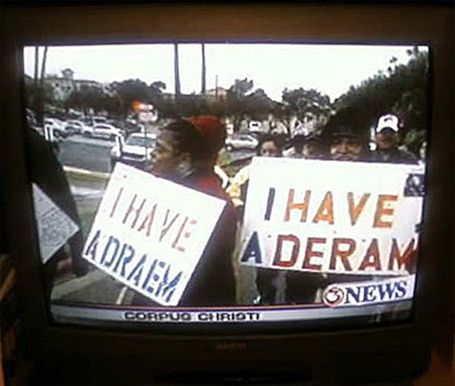 I HAVE
A DRAEM
I HAVE
A DERAM
3 NEWS
CORPUS CHRISTI